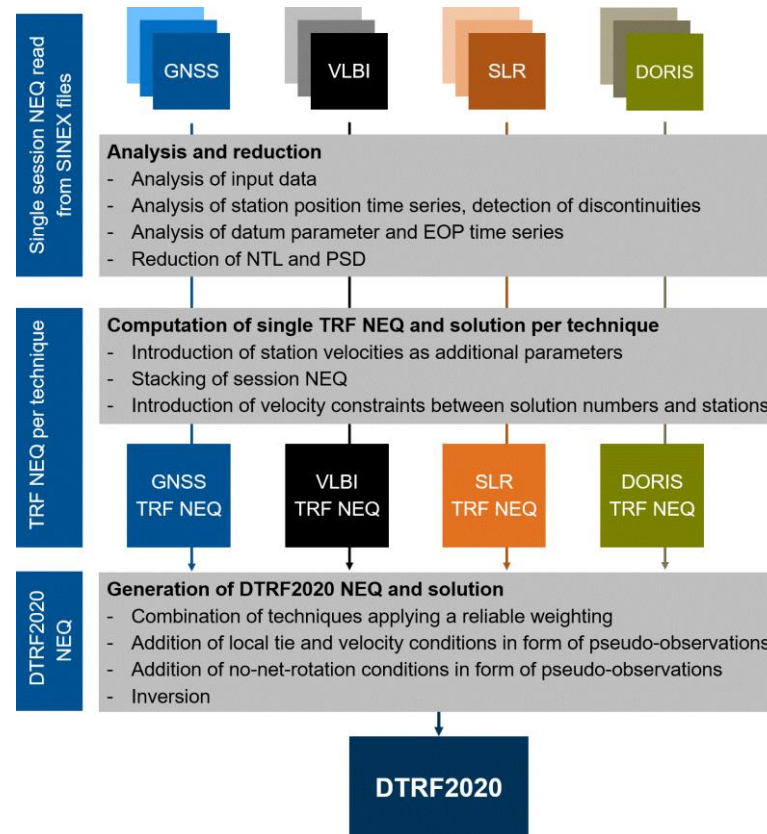 Single session NEQ read
from SINEX files
GNSS
VLBI
SLR
DORIS
Analysis and reduction
- Analysis of input data
- Analysis of station position time series, detection of discontinuities
- Analysis of datum parameter and EOP time series
- Reduction of NTL and PSD
TRF NEQ per technique
Computation of single TRF NEQ and solution per technique
- Introduction of station velocities as additional parameters
- Stacking of session NEQ
- Introduction of velocity constraints between solution numbers and stations
GNSS
TRF NEQ
VLBI
TRF NEQ
SLR
TRF NEQ
DORIS
TRF NEQ
DTRF2020
NEQ
Generation of DTRF2020 NEQ and solution
- Combination of techniques applying a reliable weighting
- Addition of local tie and velocity conditions in form of pseudo-observations
- Addition of no-net-rotation conditions in form of pseudo-observations
- Inversion
DTRF2020